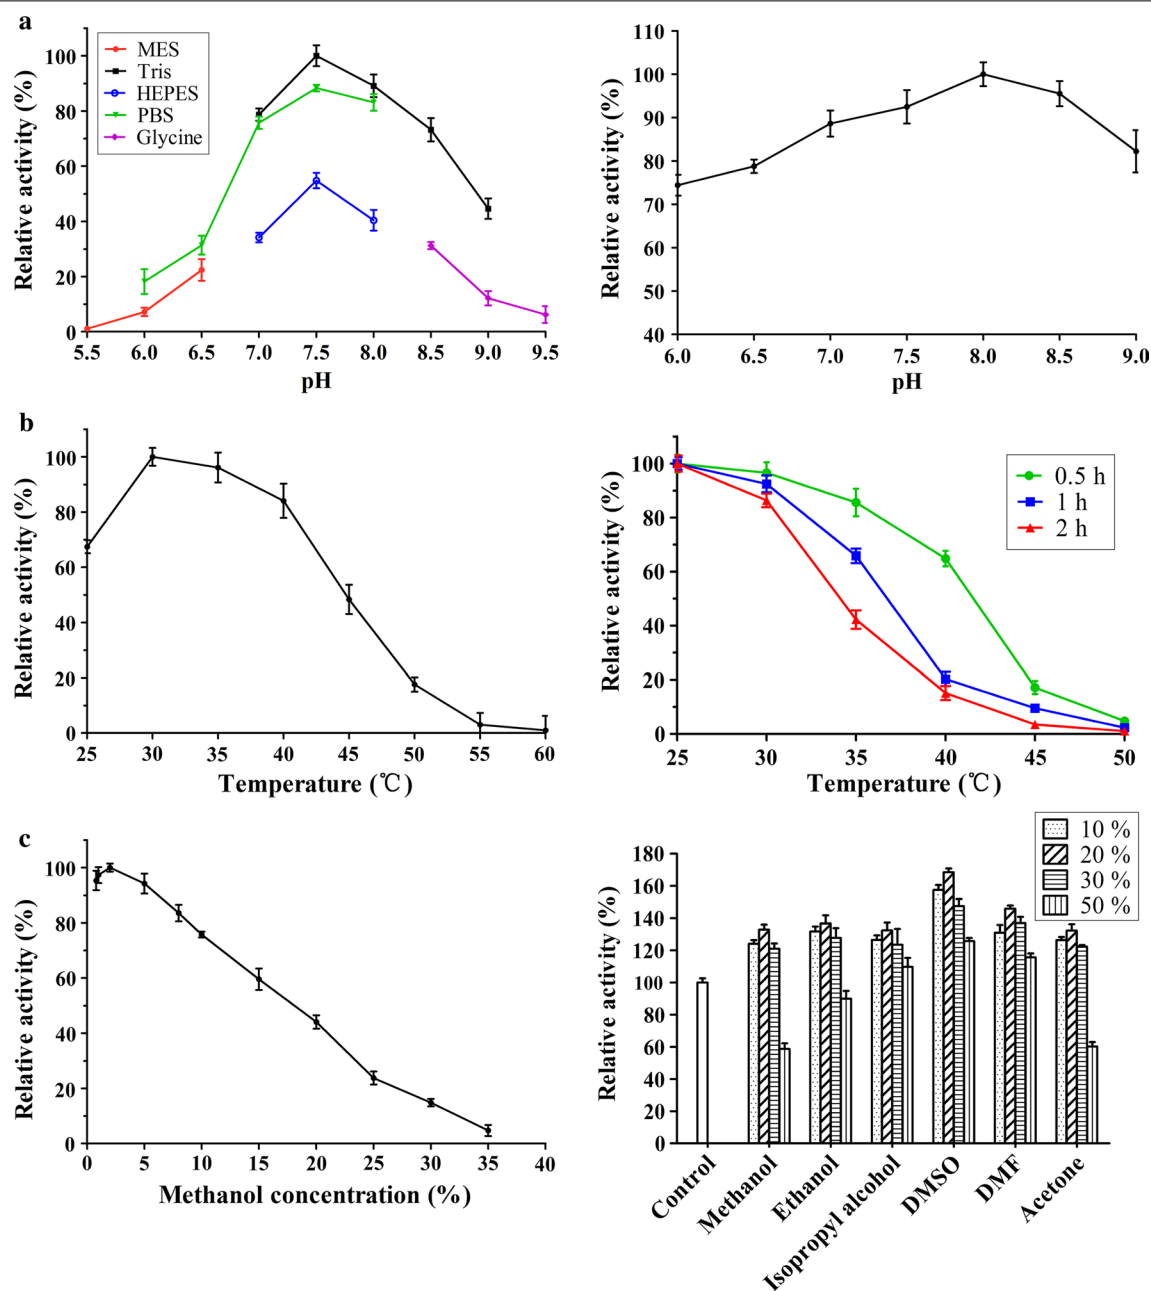 a
Relative activity (%)
110
100
80
60
40
20
0
MES
Tris
HEPES
PBS
Glycine
5.5 6.0 6.5 7.0 7.5 8.0 8.5 9.0 9.5
pH
Relative activity (%)
110
100
90
80
70
60
50
40
6.0 6.5 7.0 7.5 8.0 8.5 9.0
pH
b
Relative activity (%)
100
80
60
40
20
0
25 30 35 40 45 50 55 60
Temperature (℃)
Relative activity (%)
100
80
60
40
20
0
0.5 h
1 h
2 h
25 30 35 40 45 50
Temperature (℃)
c
Relative activity (%)
100
80
60
40
20
0
0 5 10 15 20 25 30 35 40
Methanol concentration (%)
Relative activity (%)
180
160
140
120
100
80
60
40
20
0
10 %
20 %
30 %
50 %
Control
Methanol
Ethanol
Isopropyl alcohol
DMSO
DMF
Acetone